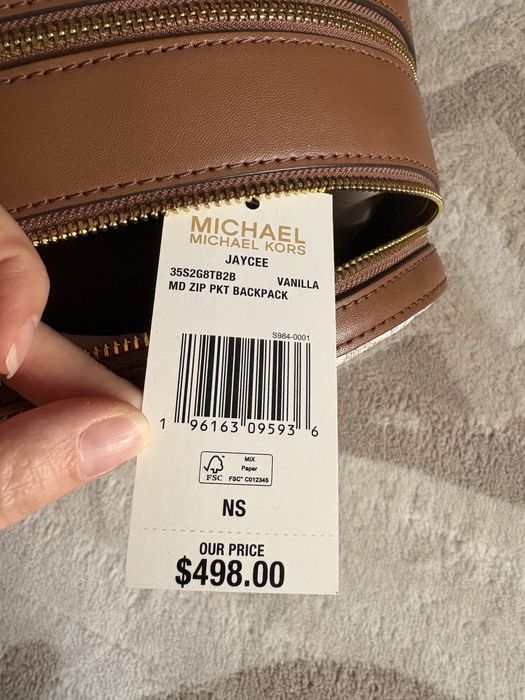 MICHAEL
MICHAEL KORS
JAYCEE
35S2G8TB2B VANILLA
MD ZIP PKT BACKPACK
S984-0001
1 96163 09593 6
FSC
MIX
Paper
FSC® C012345
NS
OUR PRICE
$498.00